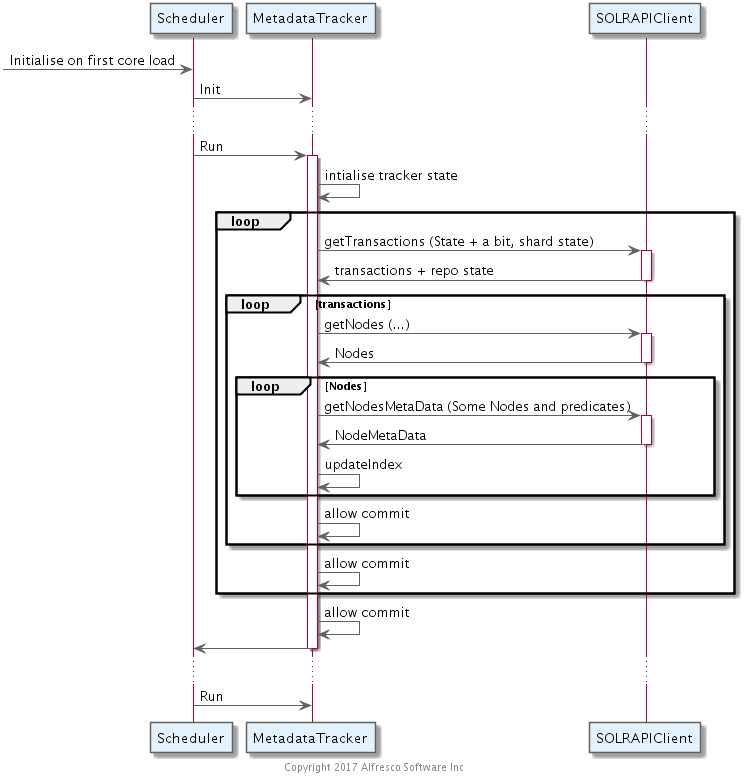 Scheduler
MetadataTracker
SOLRAPIClient
Initialise on first core load
Init
Run
intialise tracker state
loop
getTransactions (State + a bit, shard state)
transactions + repo state
loop [transactions]
getNodes (...)
Nodes
loop [Nodes]
getNodesMetaData (Some Nodes and predicates)
NodeMetaData
updateIndex
allow commit
allow commit
allow commit
Run
Scheduler
MetadataTracker
SOLRAPIClient
Copyright 2017 Alfresco Software Inc